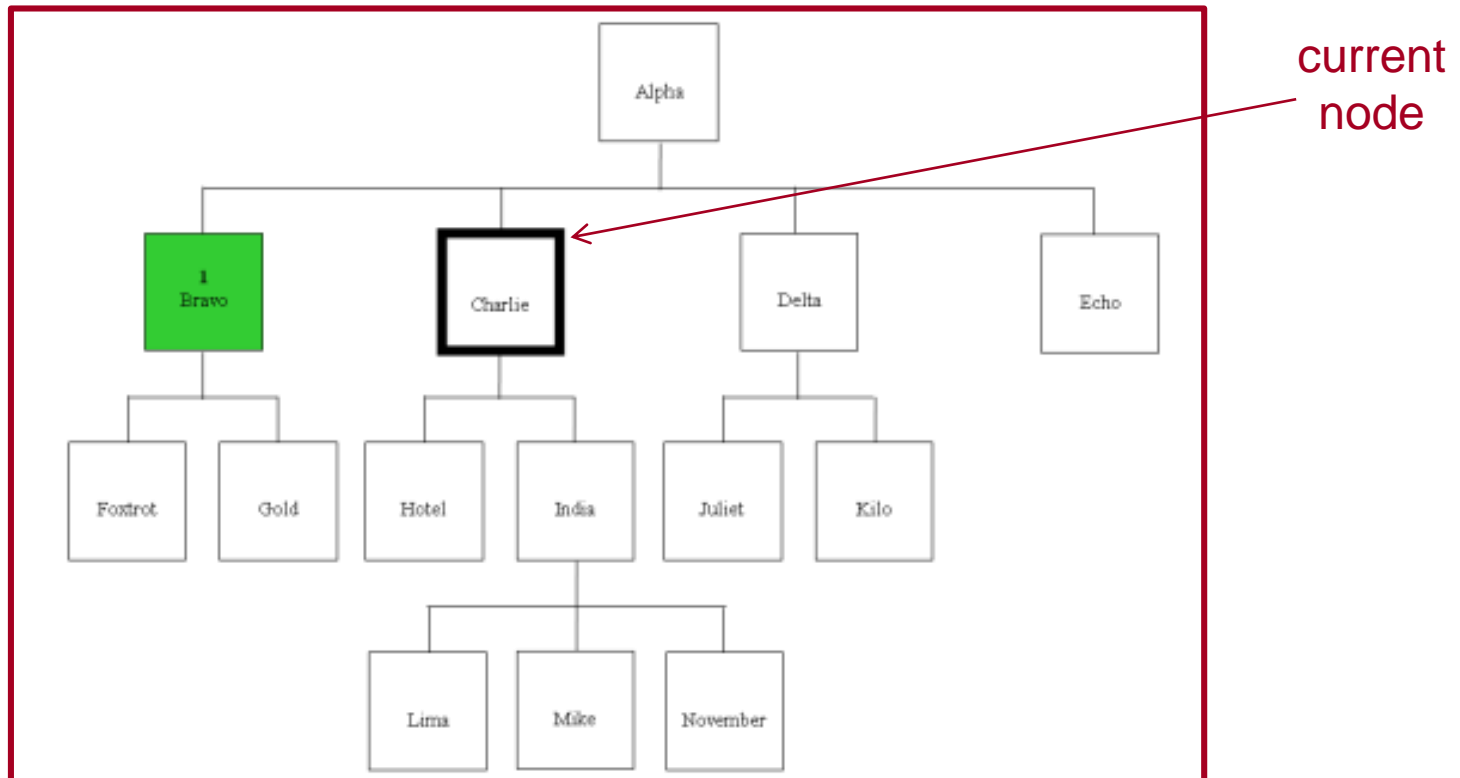 current
node
Alpha
1
Bravo
Charlie
Delta
Echo
Foxtrot
Gold
Hotel
India
Juliet
Kilo
Lima
Mike
November